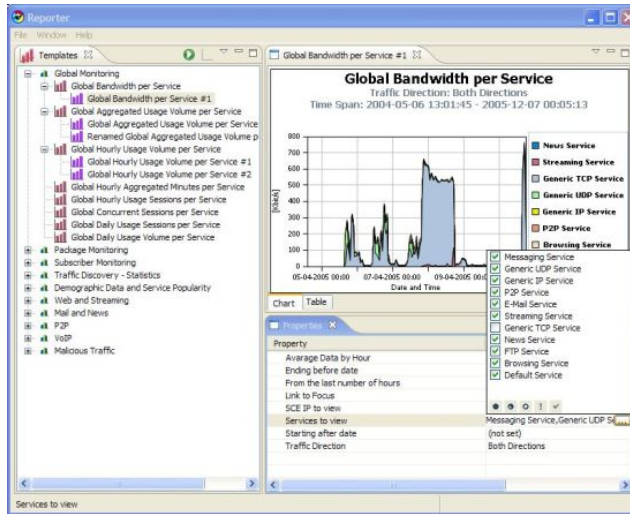 Reporter
File Window Help
Templates
Global Monitoring
Global Bandwidth per Service
Global Bandwidth per Service #1
Global Aggregated Usage Volume per Service
Global Aggregated Usage Volume per Service
Renamed Global Aggregated Usage Volume p
Global Hourly Usage Volume per Service
Global Hourly Usage Volume per Service #1
Global Hourly Usage Volume per Service #2
Global Hourly Aggregated Minutes per Service
Global Hourly Usage Sessions per Service
Global Concurrent Sessions per Service
Global Daily Usage Sessions per Service
Global Daily Usage Volume per Service
Package Monitoring
Subscriber Monitoring
Traffic Discovery - Statistics
Demographic Data and Service Popularity
Web and Streaming
Mail and News
P2P
VoIP
Malicious Traffic
Global Bandwidth per Service #1
Global Bandwidth per Service
Traffic Direction: Both Directions
Time Span: 2004-05-06 13:01:45 - 2005-12-07 00:05:13
[Kbic/s]
800
700
600
500
400
300
200
100
0
05-04-2005 00:00 07-04-2005 00:00 09-04-2005 00:0
Date and Time
News Service
Streaming Service
Generic TCP Service
Generic UDP Service
Generic IP Service
P2P Service
Browsing Service
Chart Table
Properties
Property
Avarage Data by Hour
Ending before date
From the last number of hours
Link to Focus
SCE IP to view
Services to view Messaging Service,Generic UDP Se...
Starting after date (not set)
Traffic Direction Both Directions
Messaging Service
Generic UDP Service
Generic IP Service
P2P Service
E-Mail Service
Streaming Service
Generic TCP Service
News Service
FTP Service
Browsing Service
Default Service
Services to view